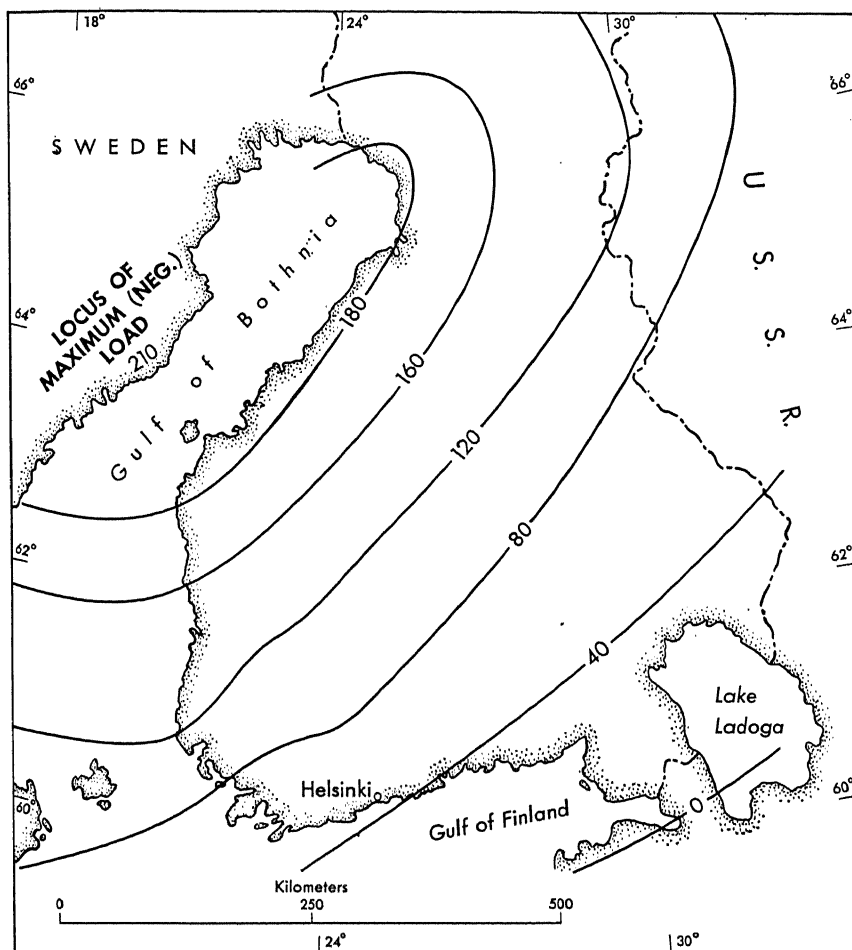 18°
24°
30°
66°
66°
SWEDEN
U. S. S. R.
LOCUS OF
MAXIMUM (NEG.)
LOAD
210
Gulf of Bothnia
180
64°
64°
160
120
80
62°
62°
40
Lake
Ladoga
60°
60°
Helsinki
0
Gulf of Finland
Kilometers
0
250
500
24°
30°